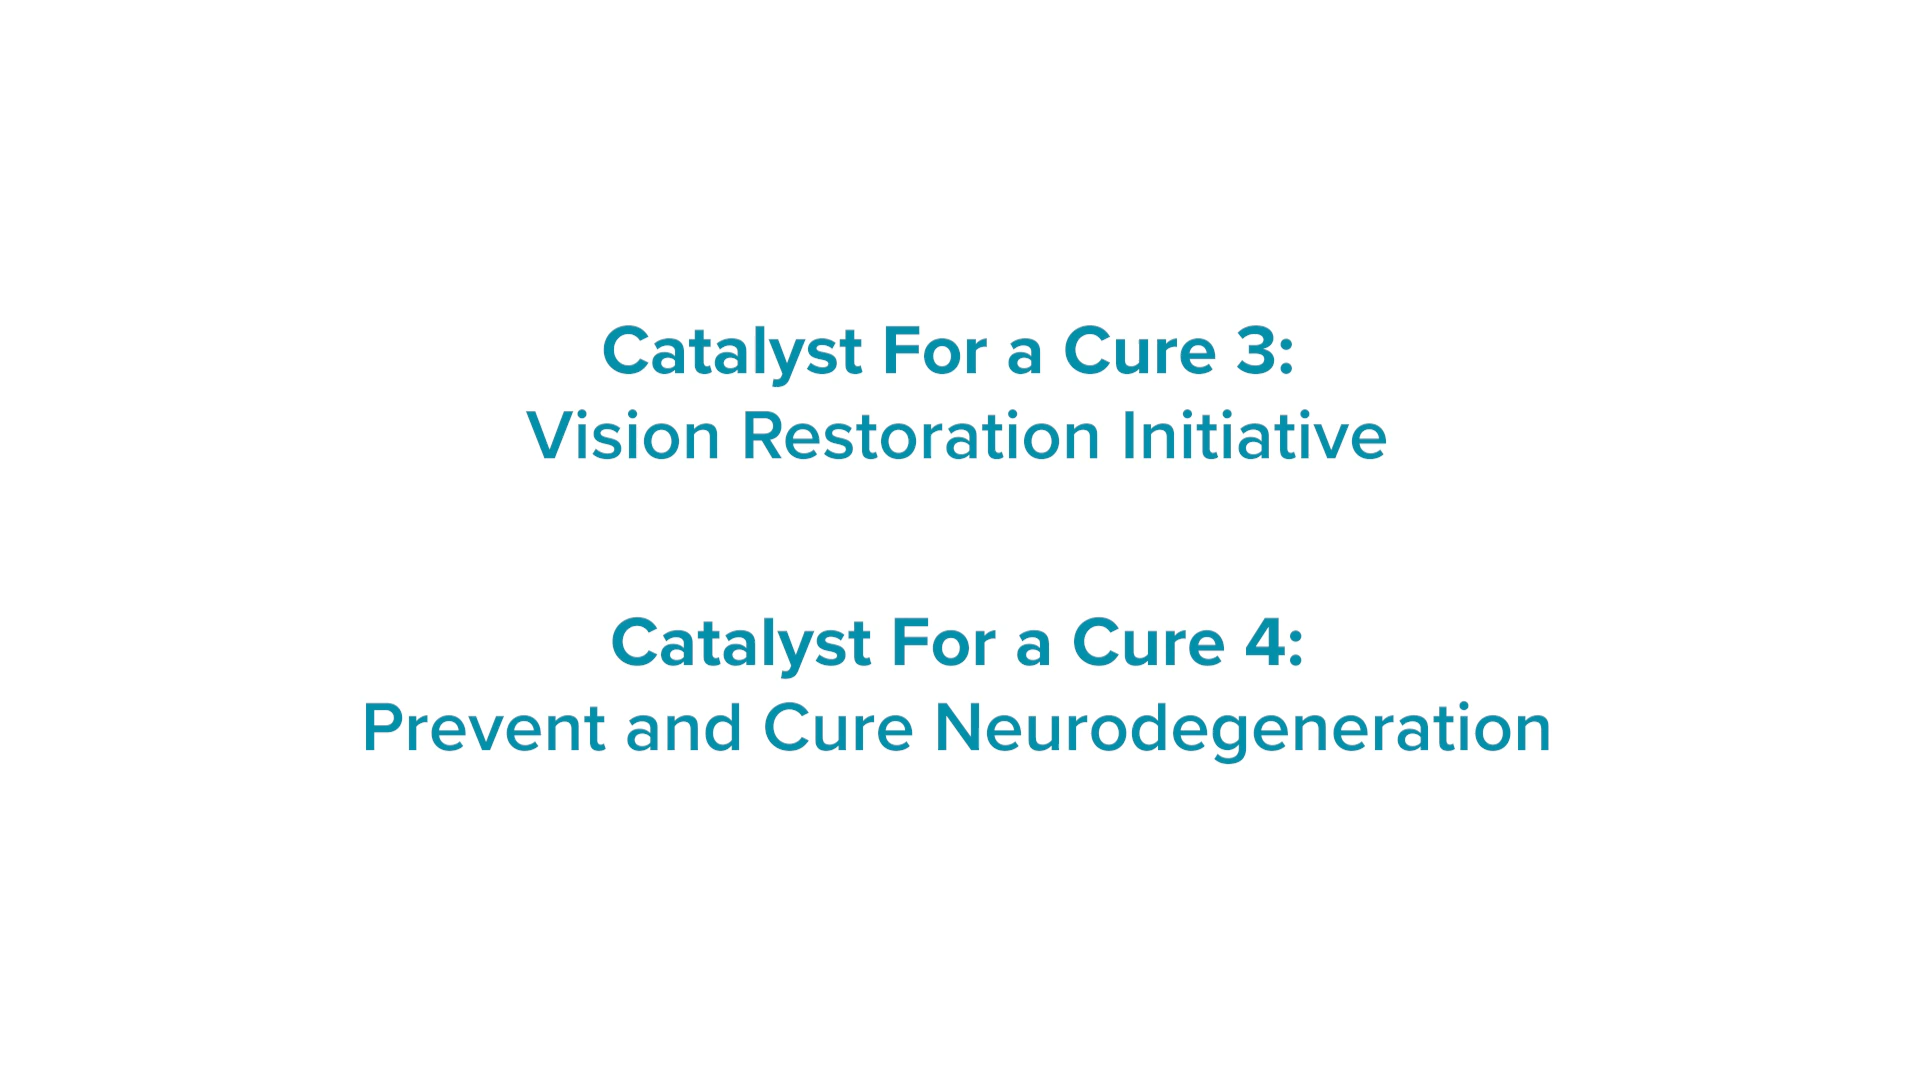 Catalyst For a Cure 3:
Vision Restoration Initiative
Catalyst For a Cure 4:
Prevent and Cure Neurodegeneration